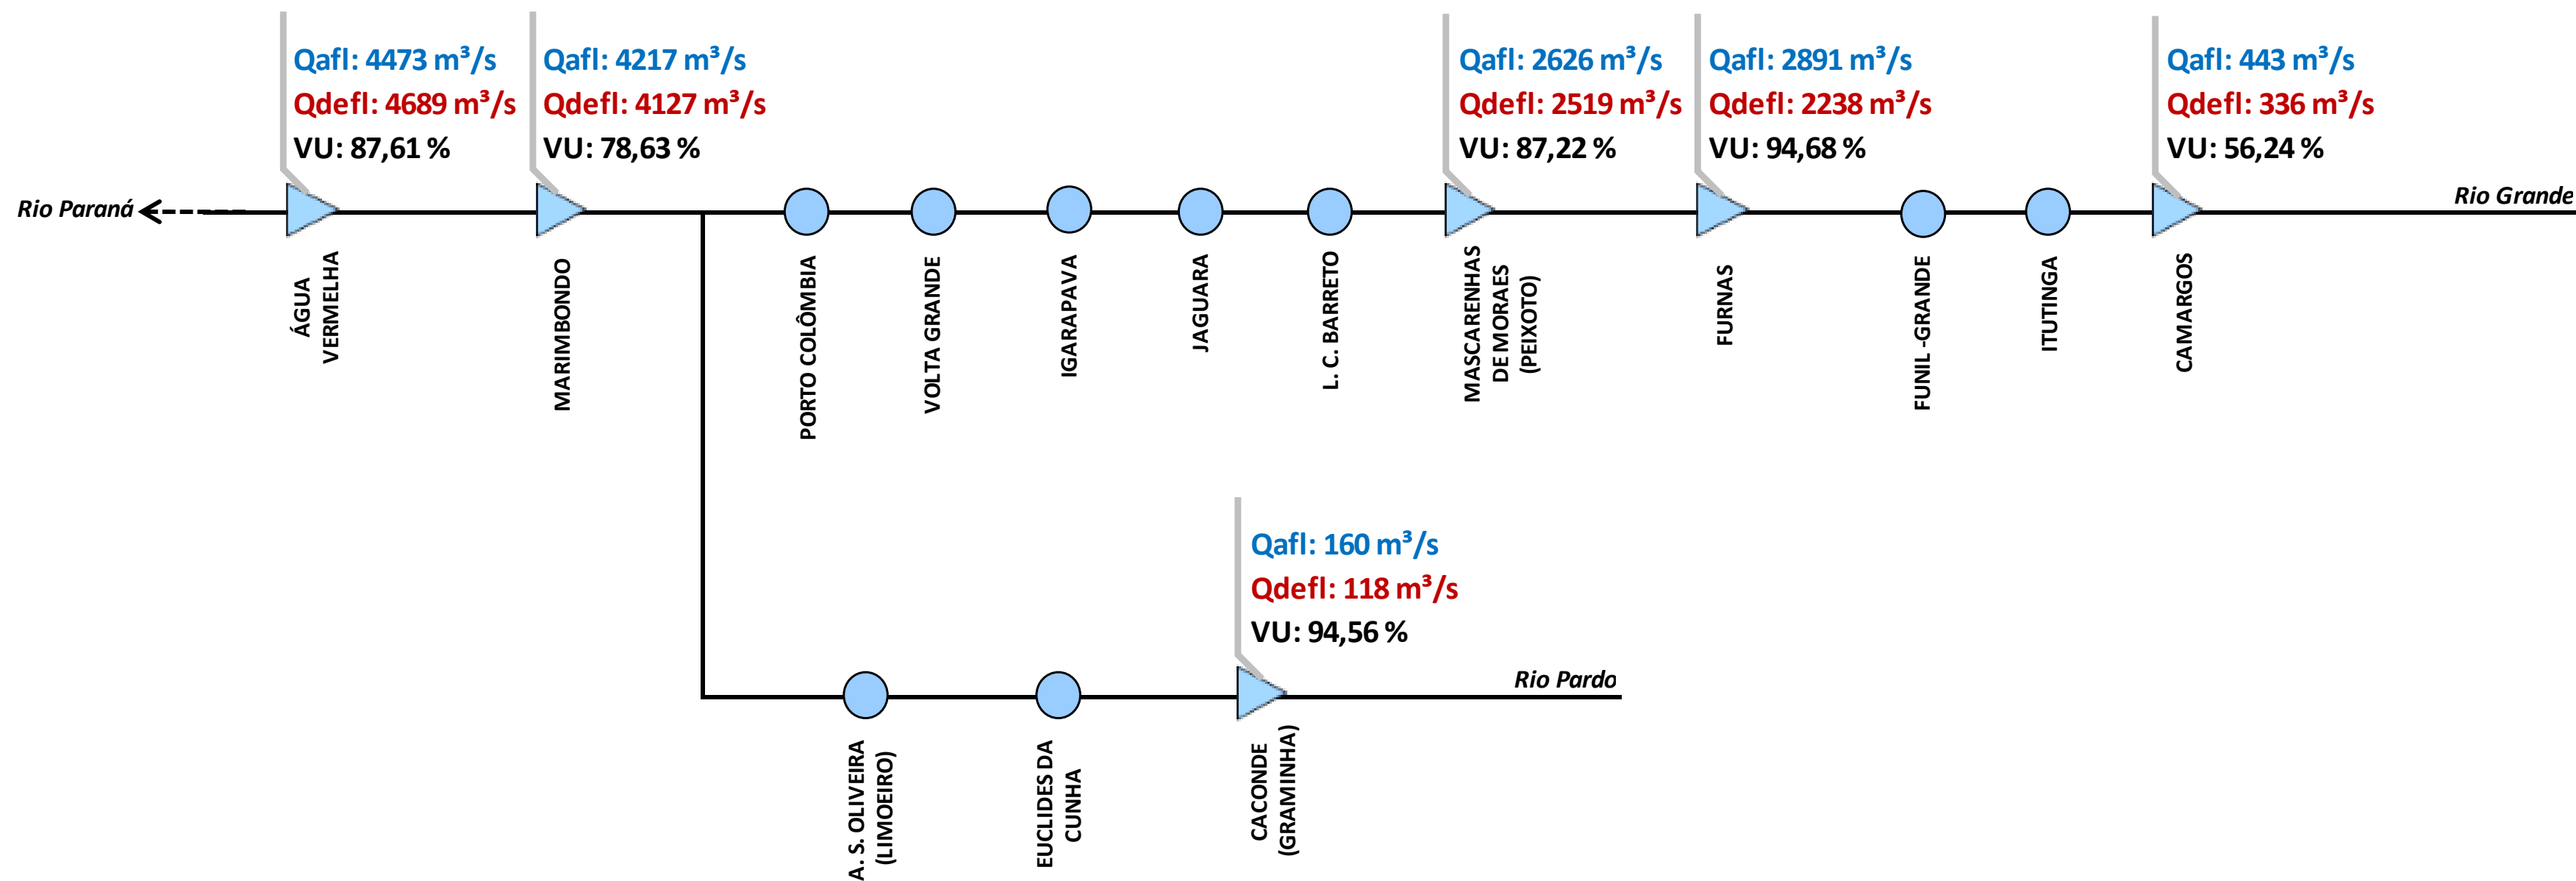 Qafl: 4473 m³/s
Qdefl: 4689 m³/s
VU: 87,61 %
Qafl: 4217 m³/s
Qdefl: 4127 m³/s
VU: 78,63 %
Qafl: 2626 m³/s
Qdefl: 2519 m³/s
VU: 87,22 %
Qafl: 2891 m³/s
Qdefl: 2238 m³/s
VU: 94,68 %
Qafl: 443 m³/s
Qdefl: 336 m³/s
VU: 56,24 %
Rio Paraná
Rio Grande
ÁGUA
VERMELHA
MARIMBONDO
PORTO COLÔMBIA
VOLTA GRANDE
IGARAPAVA
JAGUARA
L. C. BARRETO
MASCARENHAS
DE MORAES
(PEIXOTO)
FURNAS
FUNIL -GRANDE
ITUTINGA
CAMARGOS
Qafl: 160 m³/s
Qdefl: 118 m³/s
VU: 94,56 %
Rio Pardo
A. S. OLIVEIRA
(LIMOEIRO)
EUCLIDES DA
CUNHA
CACONDE
(GRAMINHA)